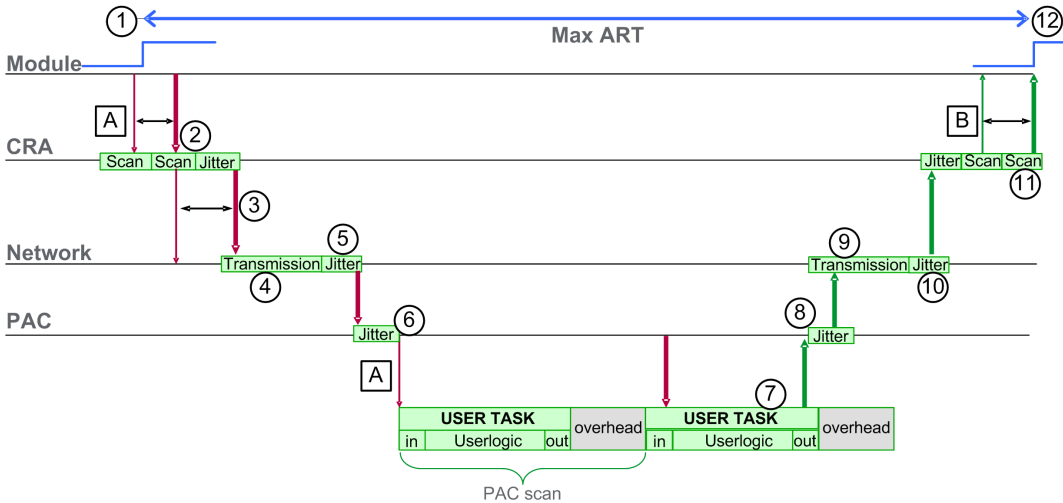 1
12
Max ART
Module
A
B
2
CRA
Scan
Scan
Jitter
Jitter
Scan
Scan
11
3
5
9
Network
Transmission
Jitter
Transmission
Jitter
4
10
6
8
PAC
Jitter
Jitter
A
7
USER TASK
overhead
USER TASK
overhead
in
Userlogic
out
in
Userlogic
out
PAC scan